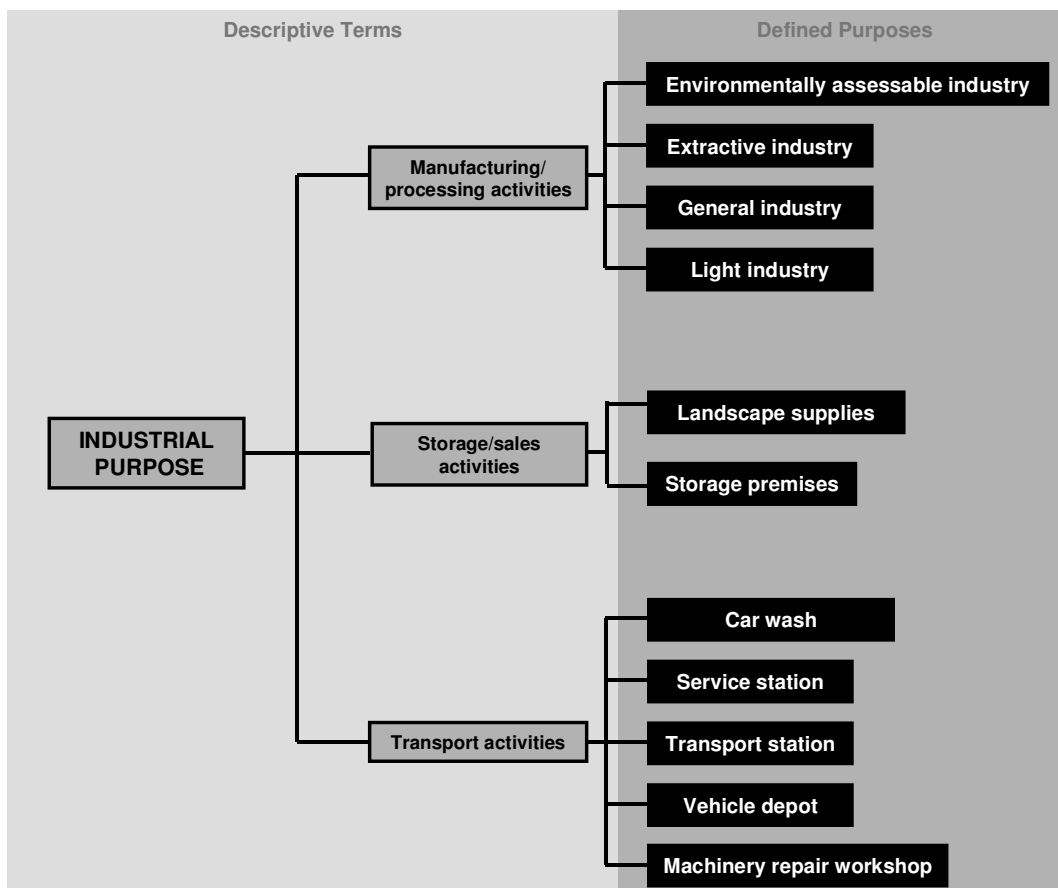 Descriptive Terms
Defined Purposes
Environmentally assessable industry
Extractive industry
Manufacturing/
processing activities
General industry
Light industry
INDUSTRIAL
PURPOSE
Storage/sales
activities
Landscape supplies
Storage premises
Car wash
Service station
Transport activities
Transport station
Vehicle depot
Machinery repair workshop